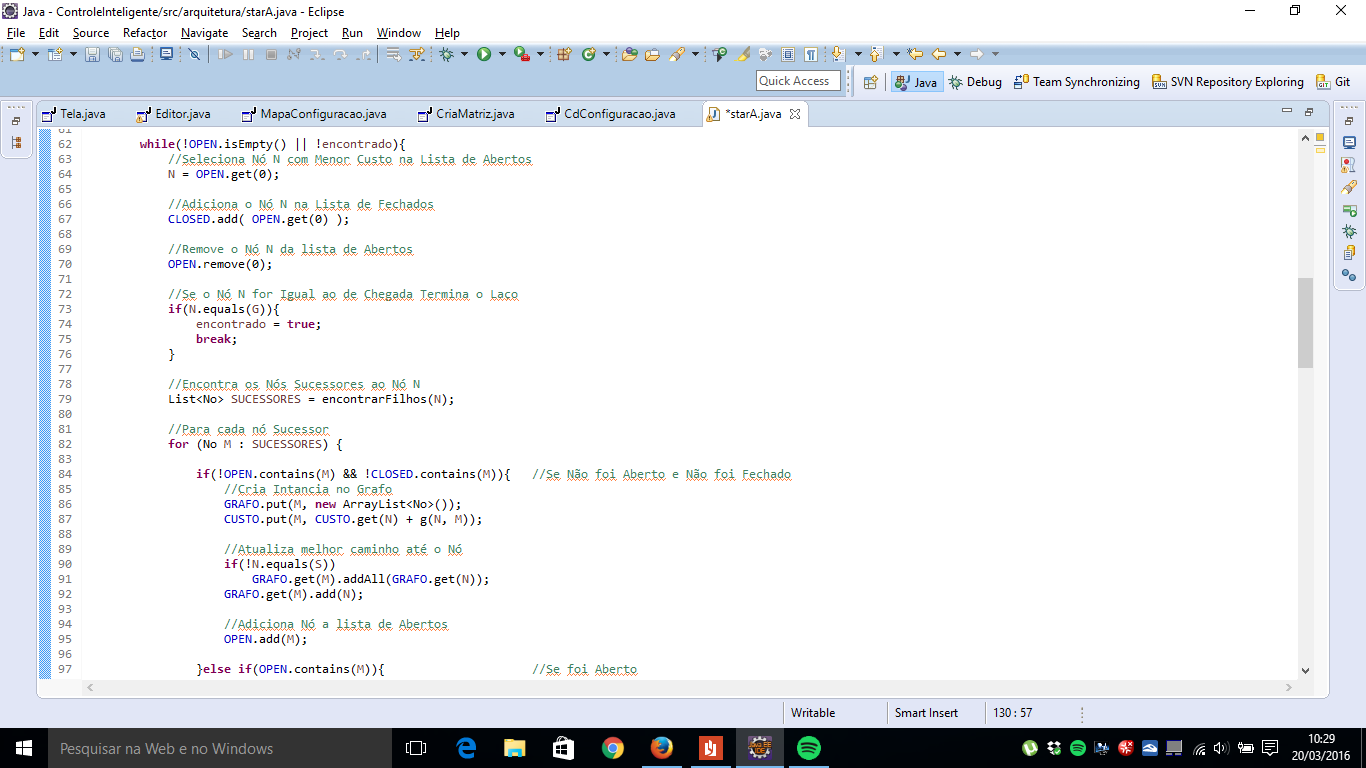 Java - ControleInteligente/src/arquitetura/starA.java - Eclipse
File Edit Source Refactor Navigate Search Project Run Window Help
Quick Access Java Debug Team Synchronizing SVN Repository Exploring Git
Tela.java Editor.java MapaConfiguracao.java CriaMatriz.java CdConfiguracao.java *starA.java
61
62 while(!OPEN.isEmpty() || !encontrado){
63 //Seleciona Nó N com Menor Custo na Lista de Abertos
64 N = OPEN.get(0);
65
66 //Adiciona o Nó N na Lista de Fechados
67 CLOSED.add( OPEN.get(0) );
68
69 //Remove o Nó N da lista de Abertos
70 OPEN.remove(0);
71
72 //Se o Nó N for Igual ao de Chegada Termina o Laço
73 if(N.equals(G)){
74 encontrado = true;
75 break;
76 }
77
78 //Encontra os Nós Sucessores ao Nó N
79 List<No> SUCESSORES = encontrarFilhos(N);
80
81 //Para cada nó Sucessor
82 for (No M : SUCESSORES) {
83
84 if(!OPEN.contains(M) && !CLOSED.contains(M)){ //Se Não foi Aberto e Não foi Fechado
85 //Cria Intancia no Grafo
86 GRAFO.put(M, new ArrayList<No>());
87 CUSTO.put(M, CUSTO.get(N) + g(N, M));
88
89 //Atualiza melhor caminho até o Nó
90 if(!N.equals(S))
91 GRAFO.get(M).addAll(GRAFO.get(N));
92 GRAFO.get(M).add(N);
93
94 //Adiciona Nó a lista de Abertos
95 OPEN.add(M);
96
97 }else if(OPEN.contains(M)){ //Se foi Aberto
Writable Smart Insert 130 : 57
Pesquisar na Web e no Windows
10:29
20/03/2016